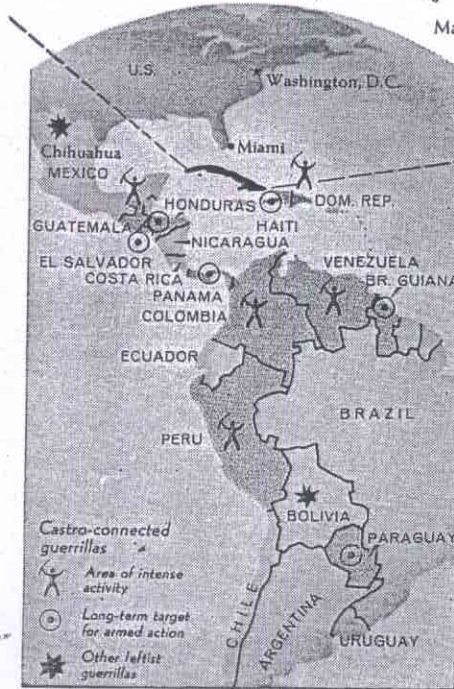 Ma
U.S.
Washington, D.C.
Miami
Chihuahua
MEXICO
HONDURAS
DOM. REP.
GUATEMALA
HAITI
NICARAGUA
EL SALVADOR
VENEZUELA
COSTA RICA
BR. GUIANA
PANAMA
COLOMBIA
ECUADOR
BRAZIL
PERU
BOLIVIA
PARAGUAY
CHILE
ARGENTINA
URUGUAY
Castro-connected
guerrillas
Area of intense
activity
Long-term target
for armed action
Other leftist
guerrillas